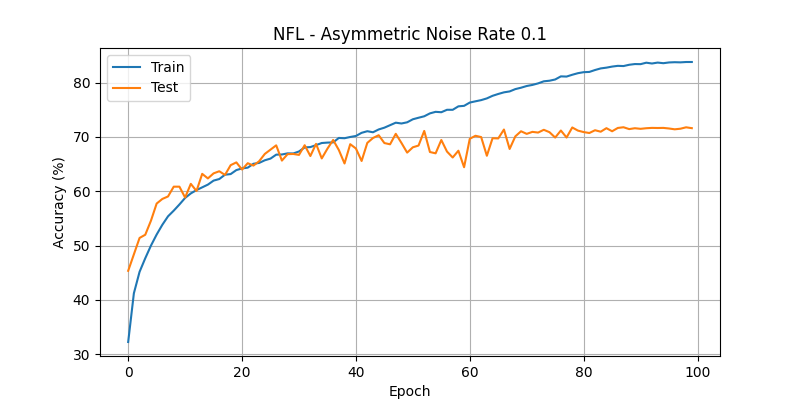 NFL - Asymmetric Noise Rate 0.1
Train
Test
Accuracy (%)
80
70
60
50
40
30
0 20 40 60 80 100
Epoch